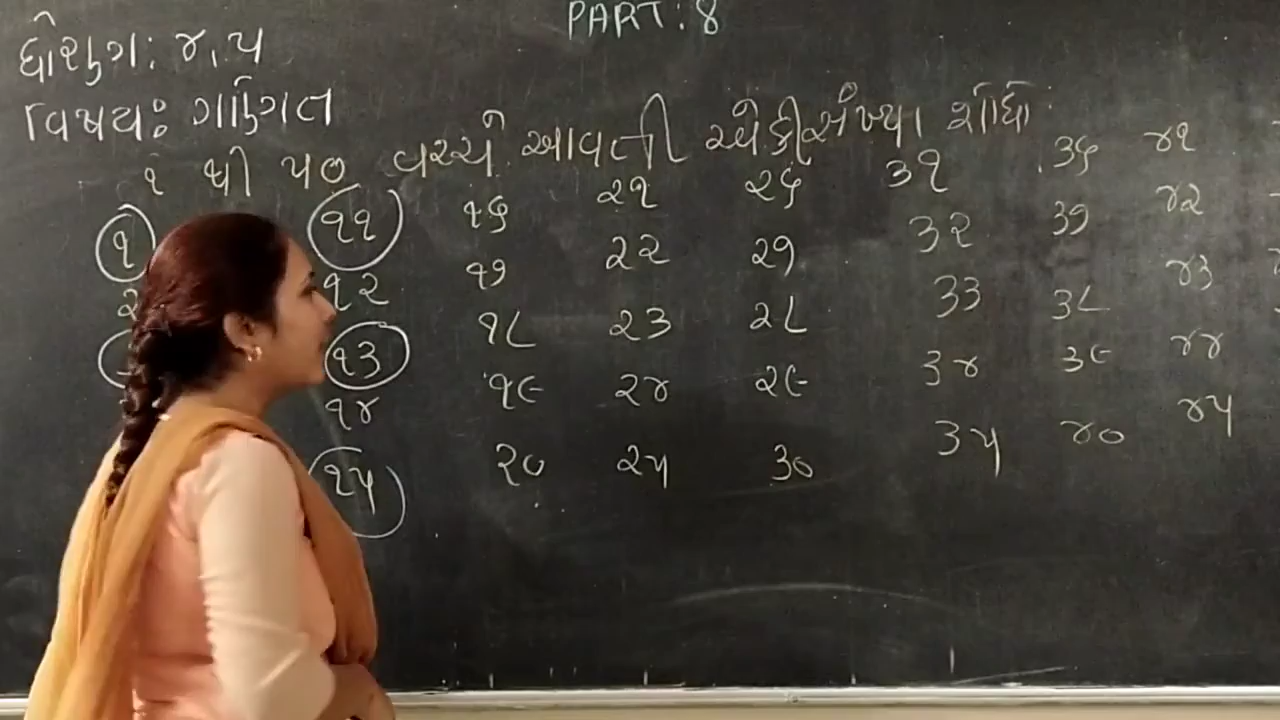 PART: 8
ધોરણ: ૪,૫
વિષય: ગણિત
૧ થી ૫૦ વચ્ચે આવતી એકી સંખ્યા શોધો:
૧ ૧૧ ૧૬ ૨૧ ૨૬ ૩૧ ૩૬ ૪૧
૨ ૧૨ ૧૭ ૨૨ ૨૭ ૩૨ ૩૭ ૪૨
૧૩ ૧૮ ૨૩ ૨૮ ૩૩ ૩૮ ૪૩
૧૪ ૧૯ ૨૪ ૨૯ ૩૪ ૩૯ ૪૪
૧૫ ૨૦ ૨૫ ૩૦ ૩૫ ૪૦ ૪૫